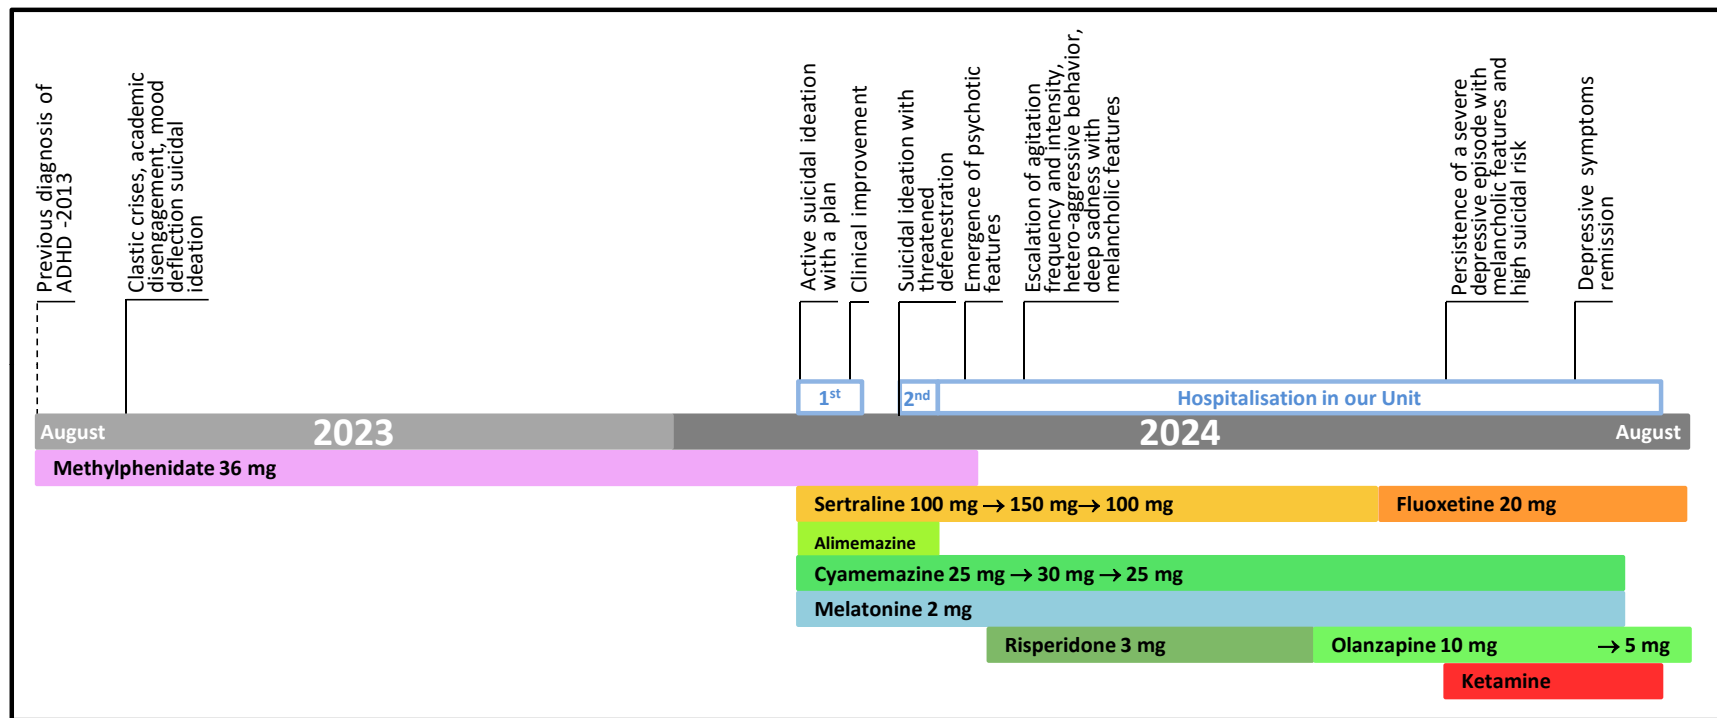 Previous diagnosis of
ADHD -2013
Clastic crises, academic
disengagement, mood
deflection suicidal
ideation
Active suicidal ideation
with a plan
Clinical improvement
Suicidal ideation with
threatened
defenestration
Emergence of psychotic
features
Escalation of agitation
frequency and intensity,
hetero-aggressive behavior,
deep sadness with
melancholic features
Persistence of a severe
depressive episode with
melancholic features and
high suicidal risk
Depressive symptoms
remission
1st
2nd
Hospitalisation in our Unit
August 2023 2024 August
Methylphenidate 36 mg
Sertraline 100 mg → 150 mg→ 100 mg
Fluoxetine 20 mg
Alimemazine
Cyamemazine 25 mg → 30 mg → 25 mg
Melatonine 2 mg
Risperidone 3 mg
Olanzapine 10 mg → 5 mg
Ketamine